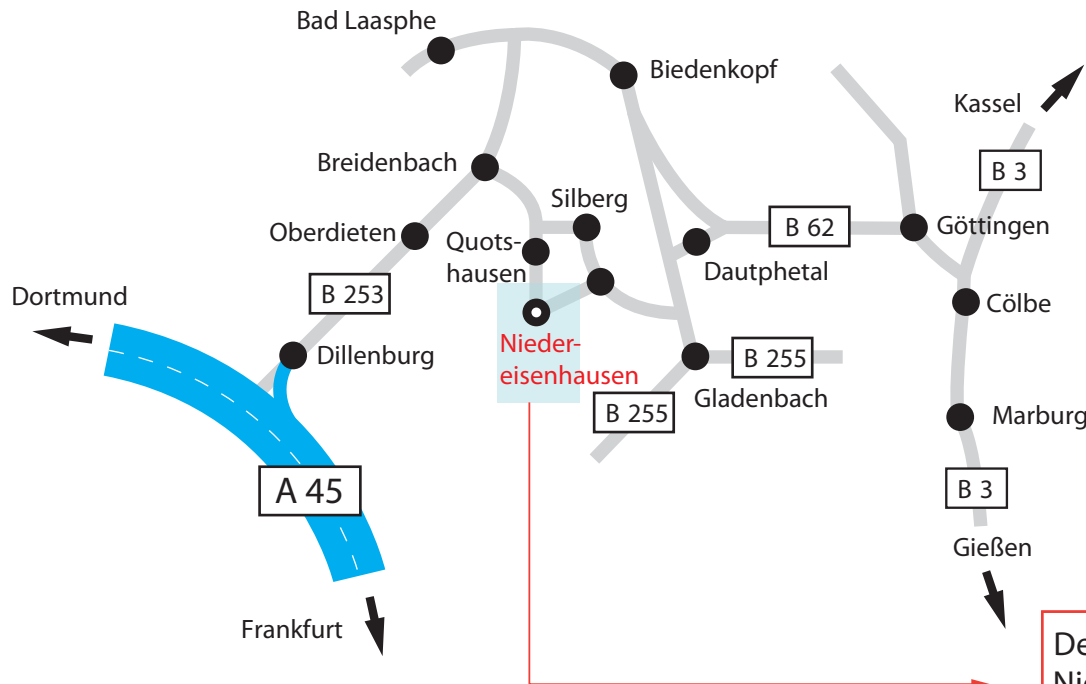 Bad Laasphe
Biedenkopf
Kassel
Breidenbach
B 3
Silberg
Oberdieten
Quots-
hausen
B 62
Göttingen
Dautphetal
B 253
Dortmund
Cölbe
Nieder-
eisenhausen
Dillenburg
B 255
Gladenbach
B 255
Marburg
A 45
B 3
Gießen
Frankfurt